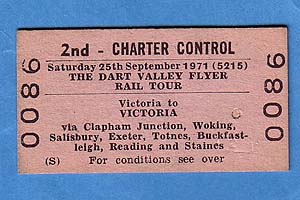 2nd - CHARTER CONTROL
Saturday 25th September 1971 (5215)
THE DART VALLEY FLYER
RAIL TOUR
Victoria to
VICTORIA
via Clapham Junction, Woking,
Salisbury, Exeter, Totnes, Buckfast-
leigh, Reading and Staines
(S) For conditions see over
0086
0086